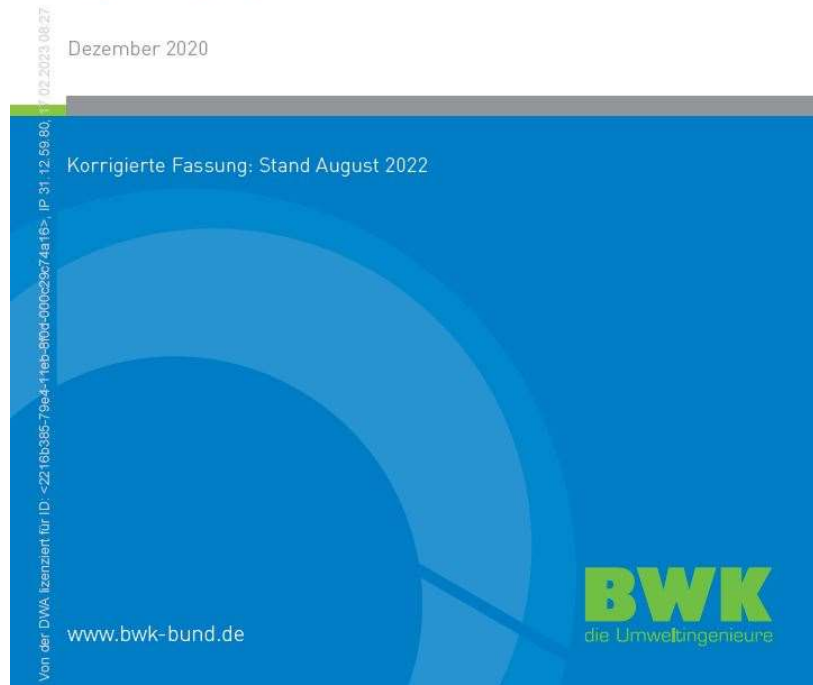 Dezember 2020
Korrigierte Fassung: Stand August 2022
Von der DWA lizenziert für ID: <2216b385-79e4-11eb-8f0d-000c29c74a16>, IP 31.12.59.80, 17.02.2023 08:27
www.bwk-bund.de
BWK
die Umweltingenieure